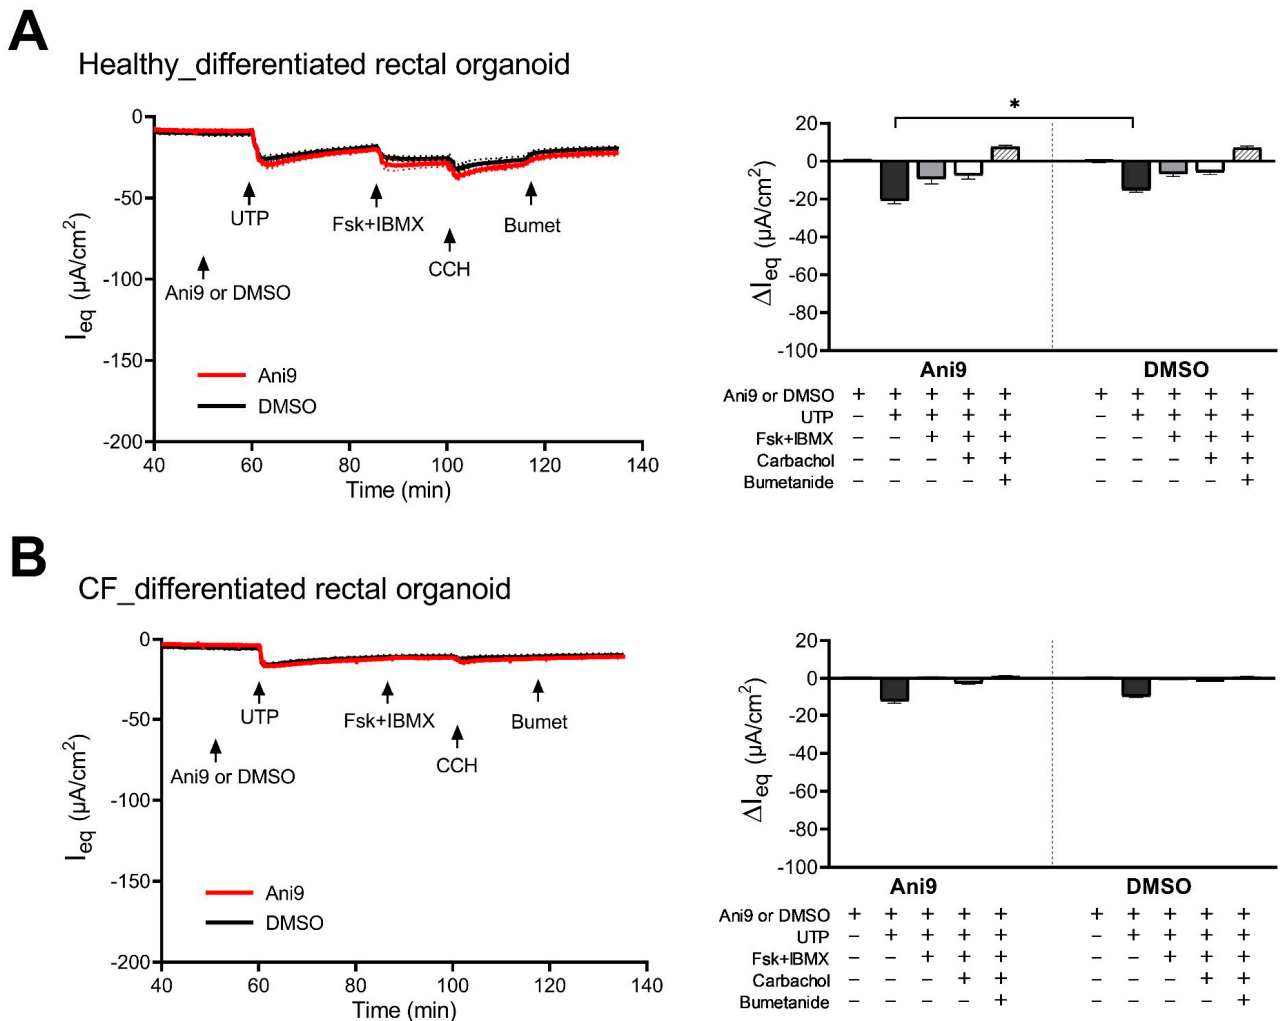 A
Healthy_differentiated rectal organoid
0
-50
-100
-150
-200
Ieq (µA/cm2)
UTP
Fsk+IBMX
Bumet
CCH
Ani9 or DMSO
Ani9
DMSO
40 60 80 100 120 140
Time (min)
*
20
0
-20
-40
-60
-80
-100
ΔIeq (µA/cm2)
Ani9 DMSO
Ani9 or DMSO + + + + + + + + + +
UTP – + + + + – + + + +
Fsk+IBMX – – + + + – – + + +
Carbachol – – – + + – – – + +
Bumetanide – – – – + – – – – +
B
CF_differentiated rectal organoid
0
-50
-100
-150
-200
Ieq (µA/cm2)
UTP
Fsk+IBMX
Bumet
CCH
Ani9 or DMSO
Ani9
DMSO
40 60 80 100 120 140
Time (min)
20
0
-20
-40
-60
-80
-100
ΔIeq (µA/cm2)
Ani9 DMSO
Ani9 or DMSO + + + + + + + + + +
UTP – + + + + – + + + +
Fsk+IBMX – – + + + – – + + +
Carbachol – – – + + – – – + +
Bumetanide – – – – + – – – – +